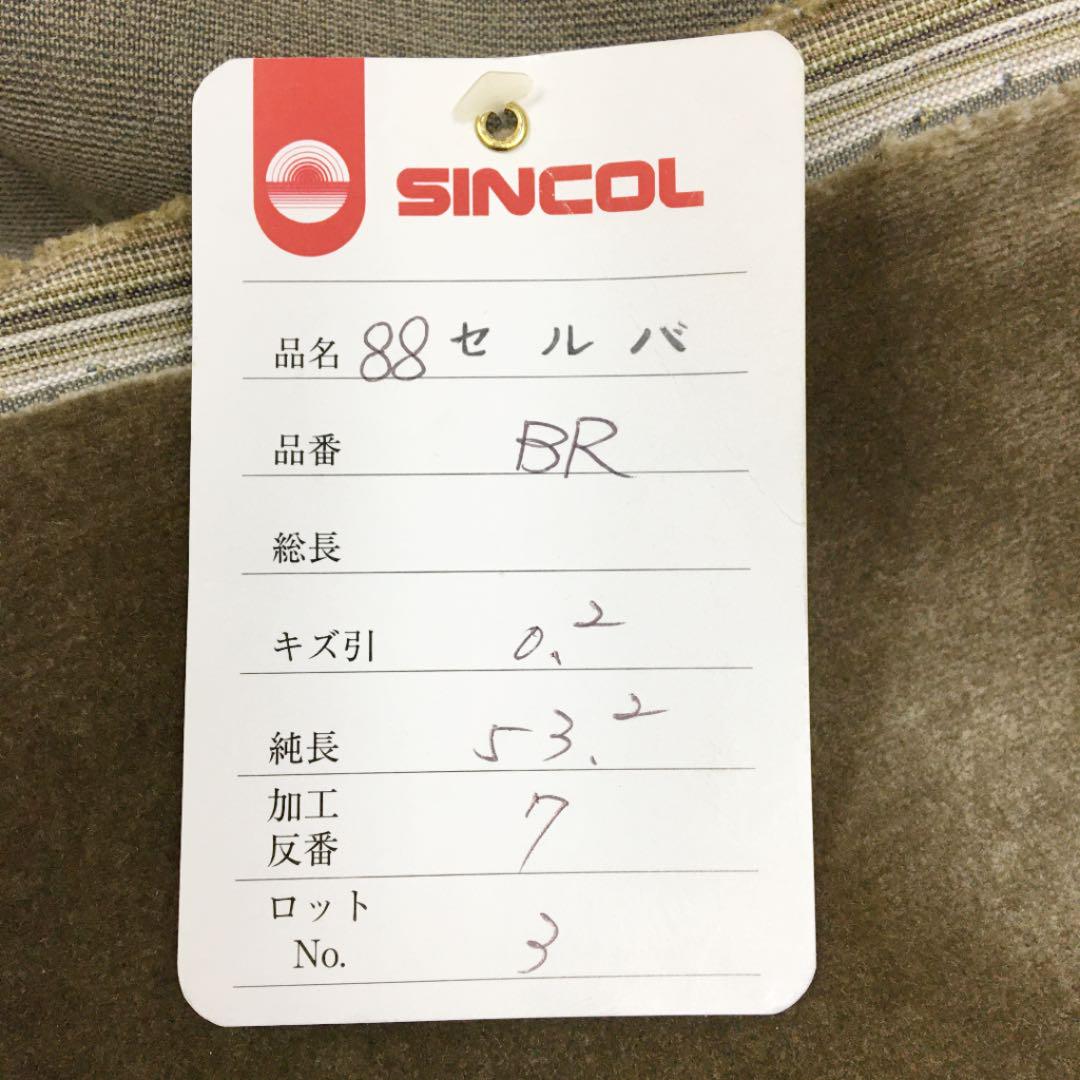 SINCOL
品名 88 セルバ
品番 BR
総長
キズ引 0.2
純長 53.2
加工
反番 7
ロット
No. 3